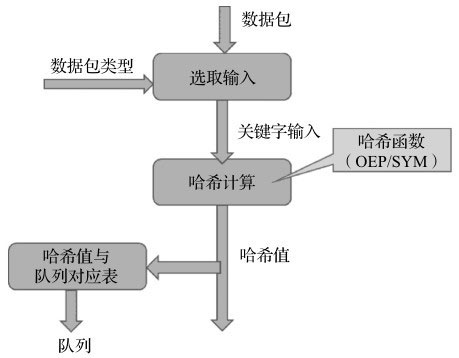 数据包
数据包类型
选取输入
关键字输入
哈希函数
（OEP/SYM）
哈希计算
哈希值
哈希值与
队列对应表
队列